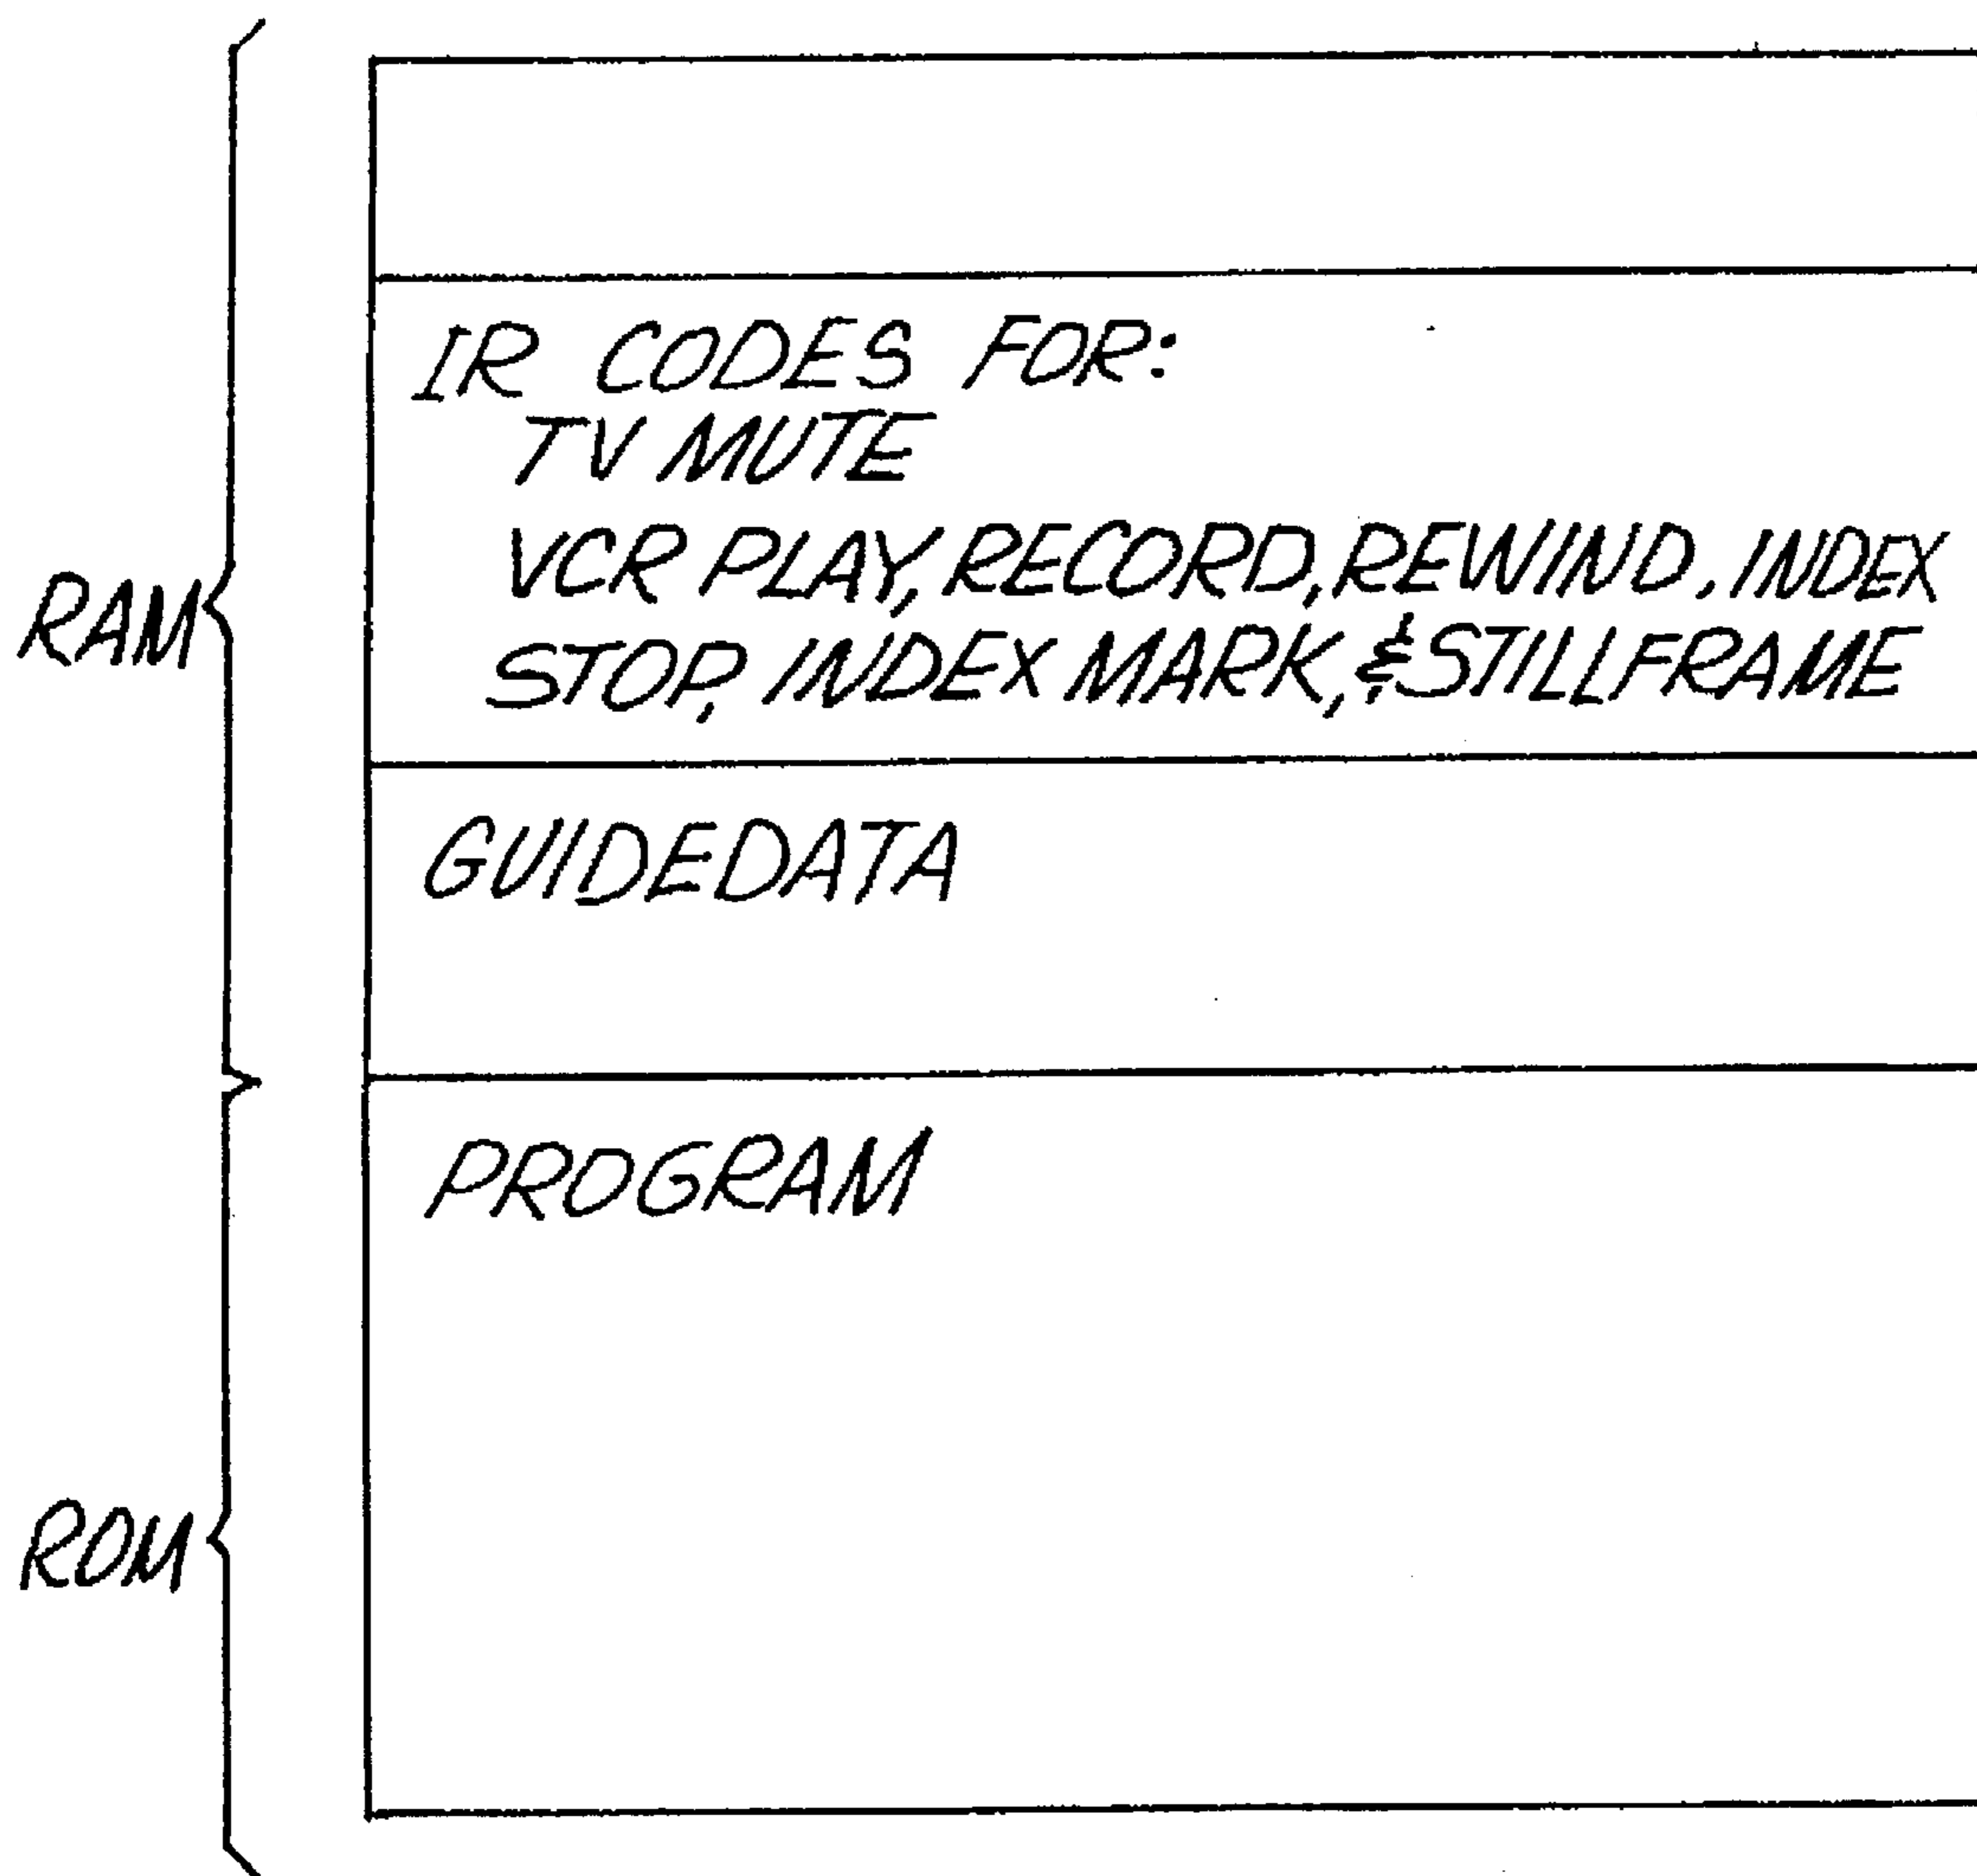 IR CODES FOR:
TV MUTE
VCR PLAY, RECORD, REWIND, INDEX
STOP, INDEX MARK, & STILLFRAME
RAM
GUIDEDATA
PROGRAM
ROM